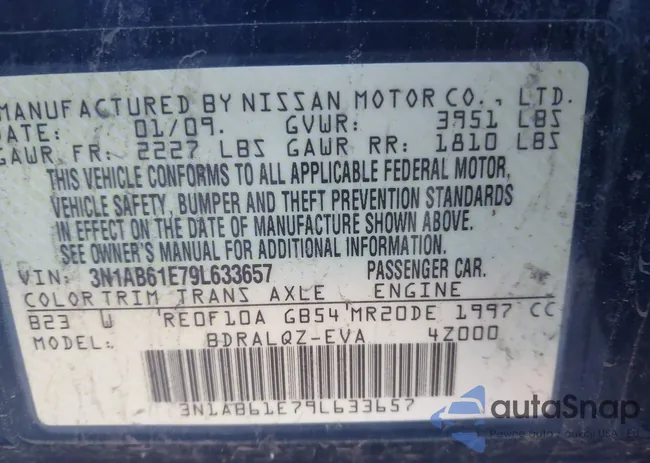 MANUFACTURED BY NISSAN MOTOR CO., LTD.
DATE: 01/09. GVWR: 3951 LBS
GAWR FR: 2227 LBS GAWR RR: 1810 LBS
THIS VEHICLE CONFORMS TO ALL APPLICABLE FEDERAL MOTOR,
VEHICLE SAFETY, BUMPER AND THEFT PREVENTION STANDARDS
IN EFFECT ON THE DATE OF MANUFACTURE SHOWN ABOVE.
SEE OWNER'S MANUAL FOR ADDITIONAL INFORMATION.
VIN: 3N1AB61E79L633657 PASSENGER CAR.
COLOR TRIM TRANS AXLE ENGINE
B23 W RE0F10A GB54 MR20DE 1997 CC
BDRALQZ-EVA 4Z000
3N1AB61E79L633657
autoSnap